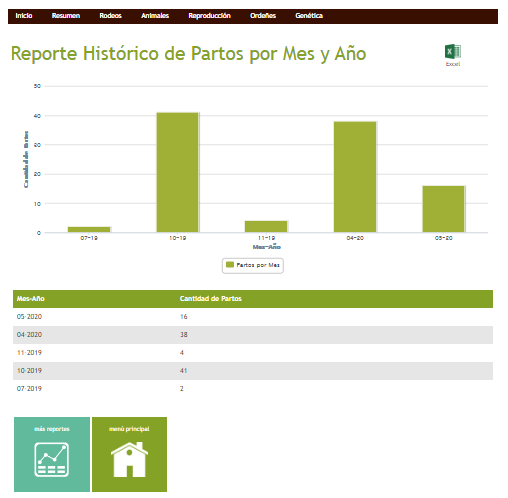 Inicio Resumen Rodeos Animales Reproducción Ordeñes Genética
Reporte Histórico de Partos por Mes y Año
Excel
50
40
30
20
10
0
Cantidad de Partos
07-19 10-19 11-19 04-20 05-20
Mes-Año
Partos por Mes
Mes-Año Cantidad de Partos
05-2020 16
04-2020 38
11-2019 4
10-2019 41
07-2019 2
más reportes menú principal